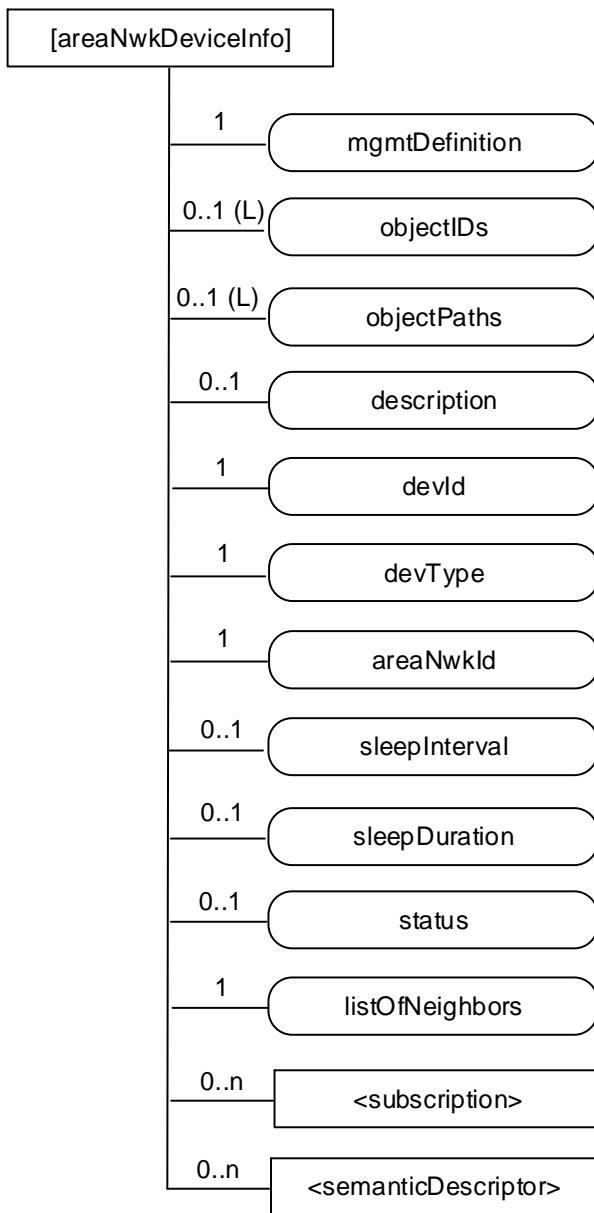 [areaNwkDeviceInfo]
1
mgmtDefinition
0..1 (L)
objectIDs
0..1 (L)
objectPaths
0..1
description
1
devId
1
devType
1
areaNwkId
0..1
sleepInterval
0..1
sleepDuration
0..1
status
1
listOfNeighbors
0..n
<subscription>
0..n
<semanticDescriptor>